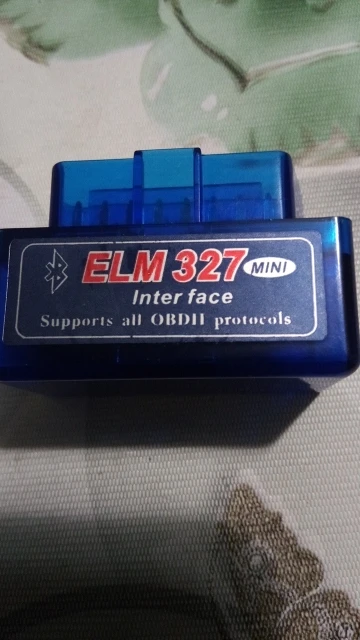 ELM 327 MINI
Inter face
Supports all OBDII protocols